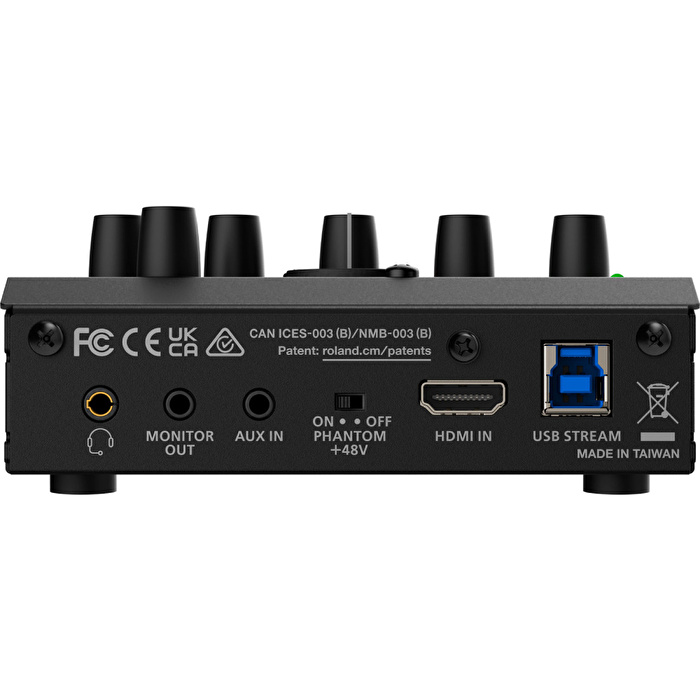 FC CE UK CA
CAN ICES-003 (B)/NMB-003 (B)
Patent: roland.cm/patents
MONITOR OUT
AUX IN
ON • • OFF
PHANTOM
+48V
HDMI IN
USB STREAM
MADE IN TAIWAN